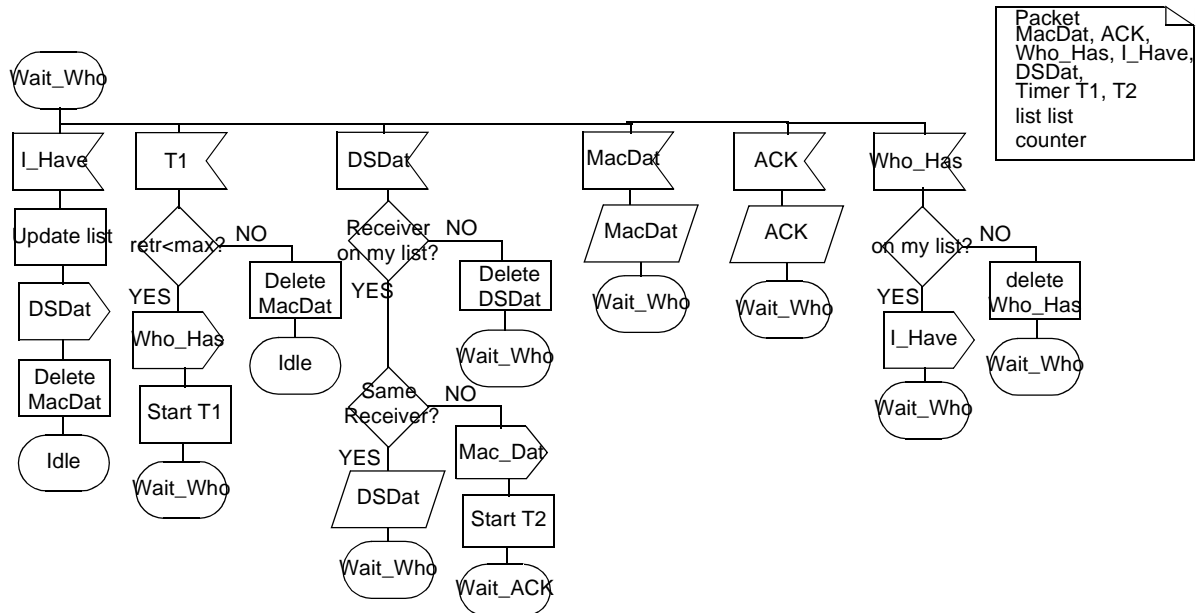 Packet
MacDat, ACK,
Who_Has, I_Have,
DSDat,
Timer T1, T2
list list
counter
Wait_Who
I_Have
T1
DSDat
MacDat
ACK
Who_Has
Update list
retr<max?
NO
Receiver
on my list?
NO
MacDat
ACK
on my list?
NO
DSDat
YES
Delete
MacDat
YES
Delete
DSDat
Wait_Who
Wait_Who
YES
delete
Who_Has
Who_Has
I_Have
Delete
MacDat
Idle
Wait_Who
Wait_Who
Wait_Who
Start T1
Same
Receiver?
NO
Idle
Wait_Who
YES
Mac_Dat
DSDat
Start T2
Wait_Who
Wait_ACK